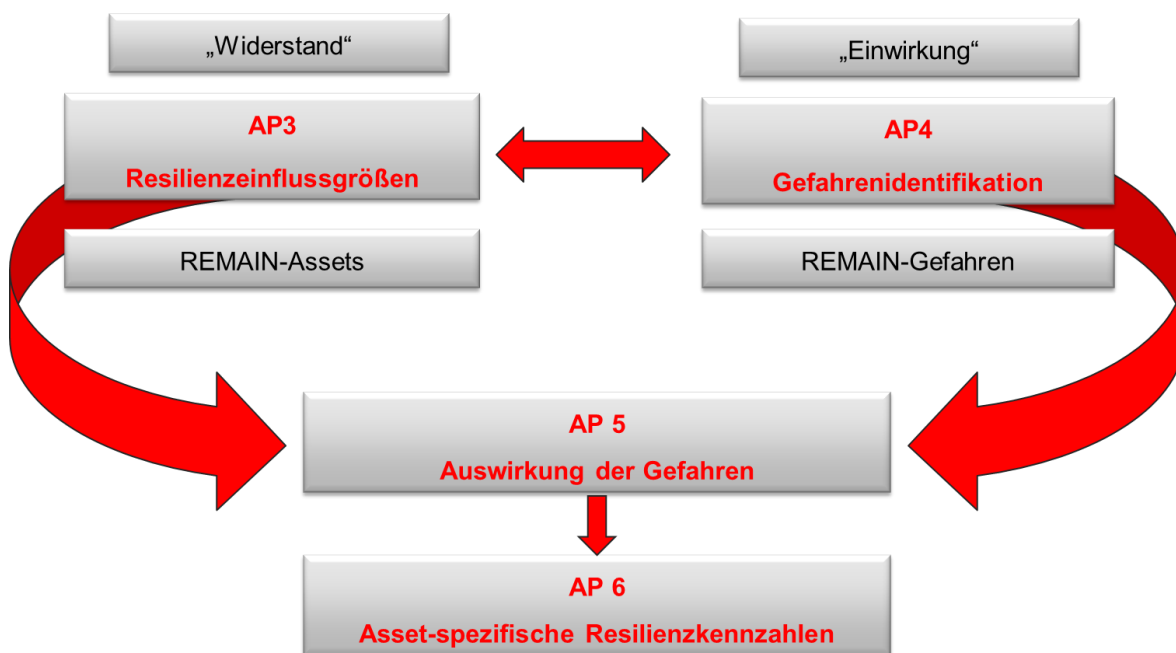 „Widerstand“
„Einwirkung“
AP3
Resilienzeinflussgrößen
AP4
Gefahrenidentifikation
REMAIN-Assets
REMAIN-Gefahren
AP 5
Auswirkung der Gefahren
AP 6
Asset-spezifische Resilienzkennzahlen